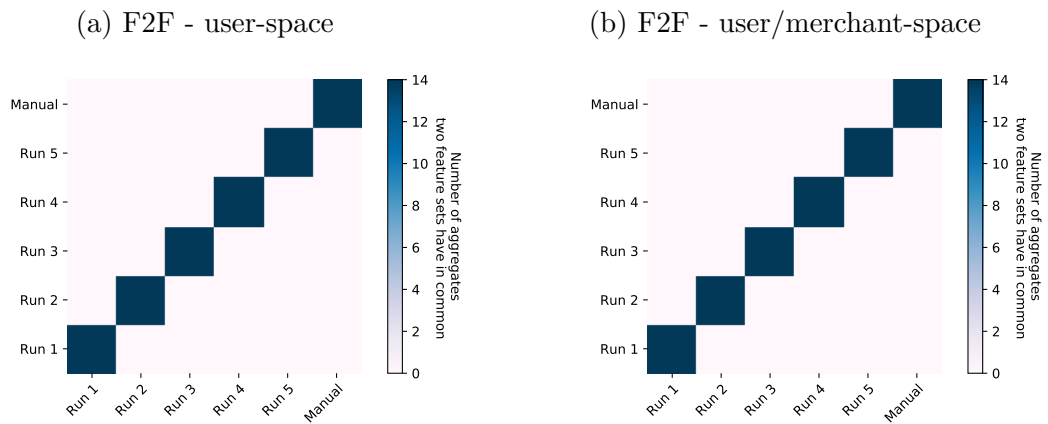 (a) F2F - user-space
Manual
Run 5
Run 4
Run 3
Run 2
Run 1
Run 1
Run 2
Run 3
Run 4
Run 5
Manual
14
12
10
8
6
4
2
0
Number of aggregates
two feature sets have in common
(b) F2F - user/merchant-space
Manual
Run 5
Run 4
Run 3
Run 2
Run 1
Run 1
Run 2
Run 3
Run 4
Run 5
Manual
14
12
10
8
6
4
2
0
Number of aggregates
two feature sets have in common